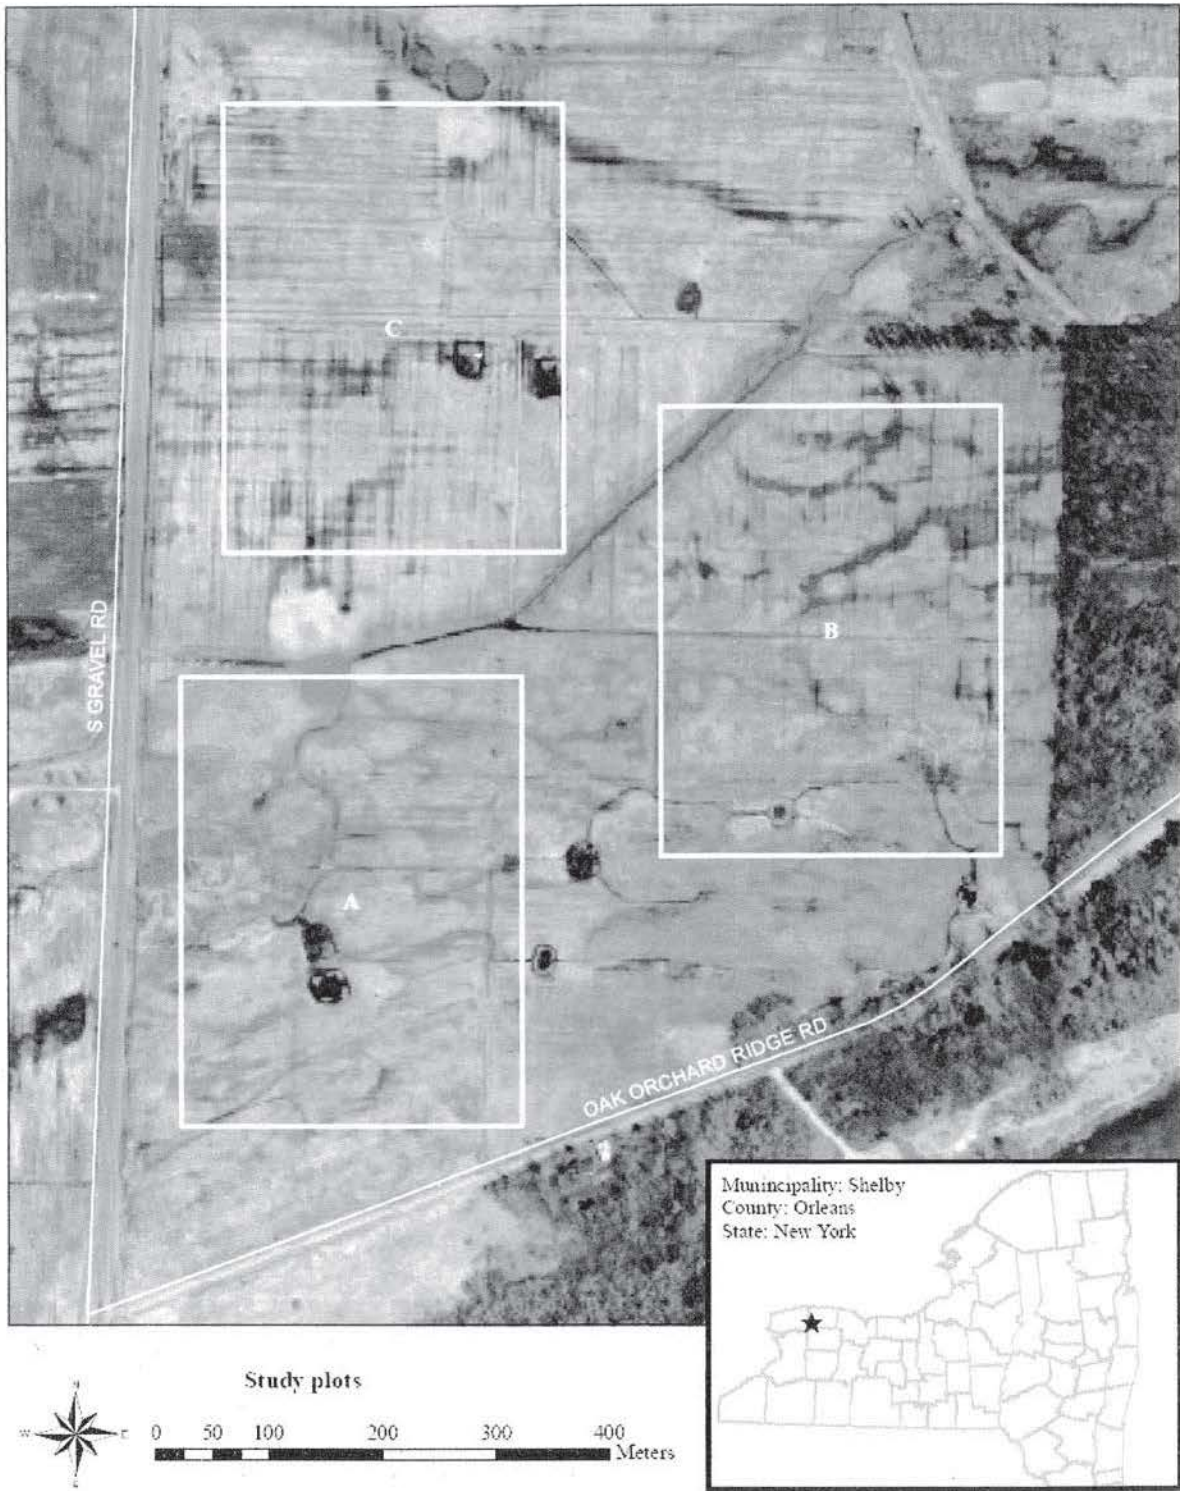 C
B
S GRAVEL RD
A
OAK ORCHARD RIDGE RD
Munincipality: Shelby
County: Orleans
State: New York
Study plots
N
W E
0 50 100 200 300 400
Meters